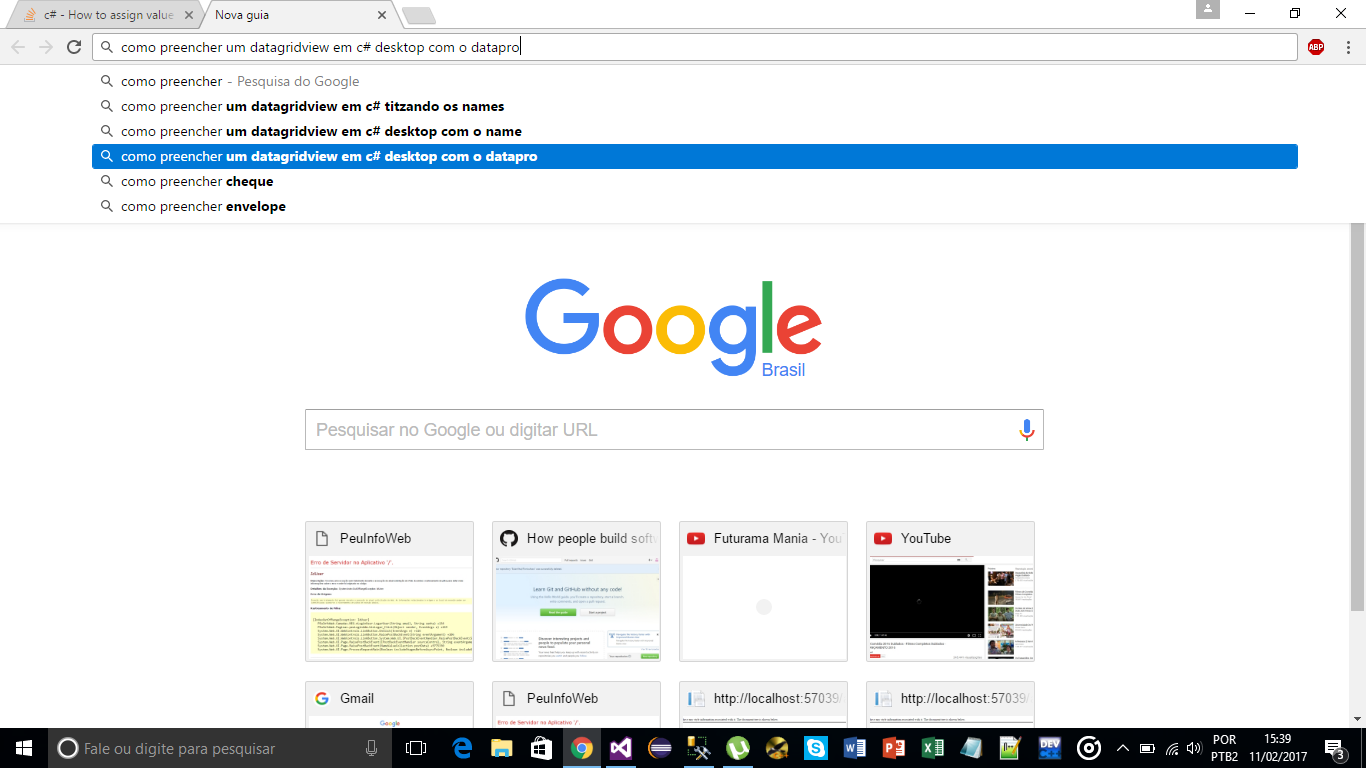 c# - How to assign value
Nova guia
como preencher um datagridview em c# desktop com o datapro
ABP
como preencher - Pesquisa do Google
como preencher um datagridview em c# titzando os names
como preencher um datagridview em c# desktop com o name
como preencher um datagridview em c# desktop com o datapro
como preencher cheque
como preencher envelope
Google
Brasil
Pesquisar no Google ou digitar URL
PeuInfoWeb
How people build soft
Futurama Mania - You
YouTube
Erro de Servidor no Aplicativo '/'.
Learn Git and GitHub without any code!
Gmail
PeuInfoWeb
http://localhost:57039/
http://localhost:57039/
Google
Erro de Servidor no Aplicativo '/'.
Fale ou digite para pesquisar
DEV
POR
PTB2
15:39
11/02/2017
3